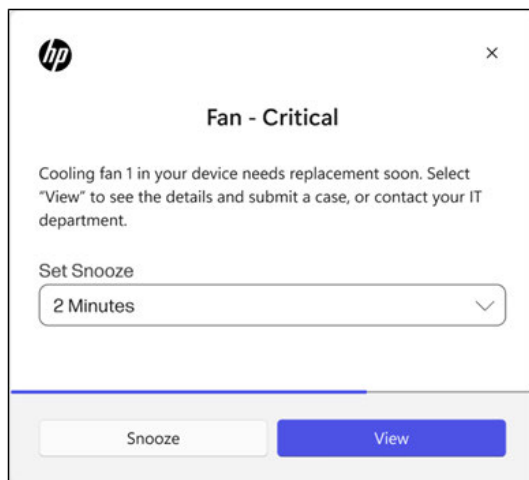 hp
Fan - Critical
Cooling fan 1 in your device needs replacement soon. Select
“View” to see the details and submit a case, or contact your IT
department.
Set Snooze
2 Minutes
Snooze
View